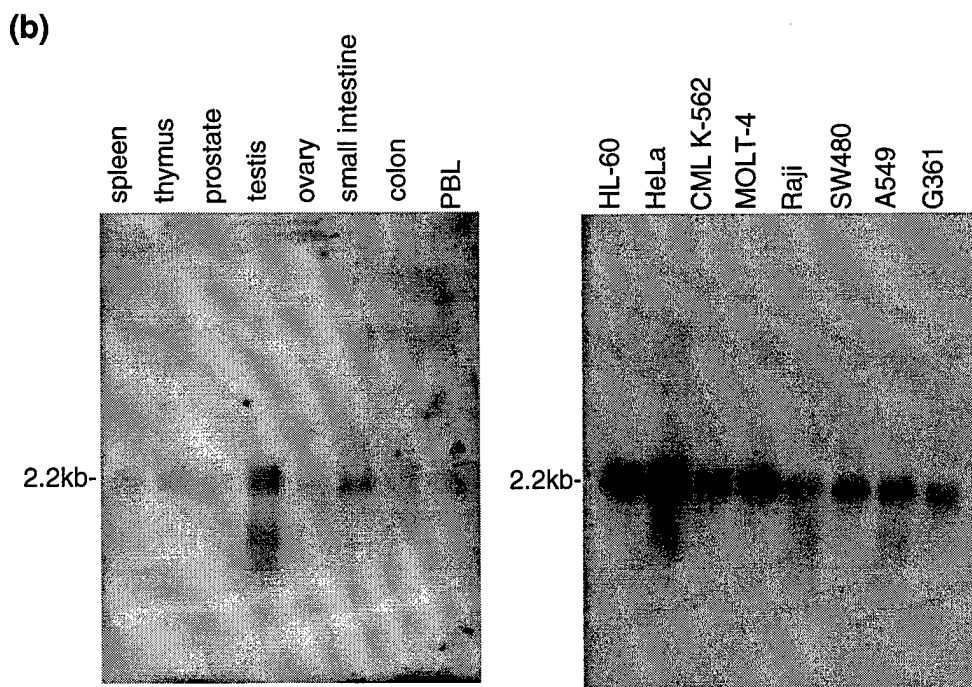 (b)
spleen
thymus
prostate
testis
ovary
small intestine
colon
PBL
2.2kb-
HL-60
HeLa
CML K-562
MOLT-4
Raji
SW480
A549
G361
2.2kb-